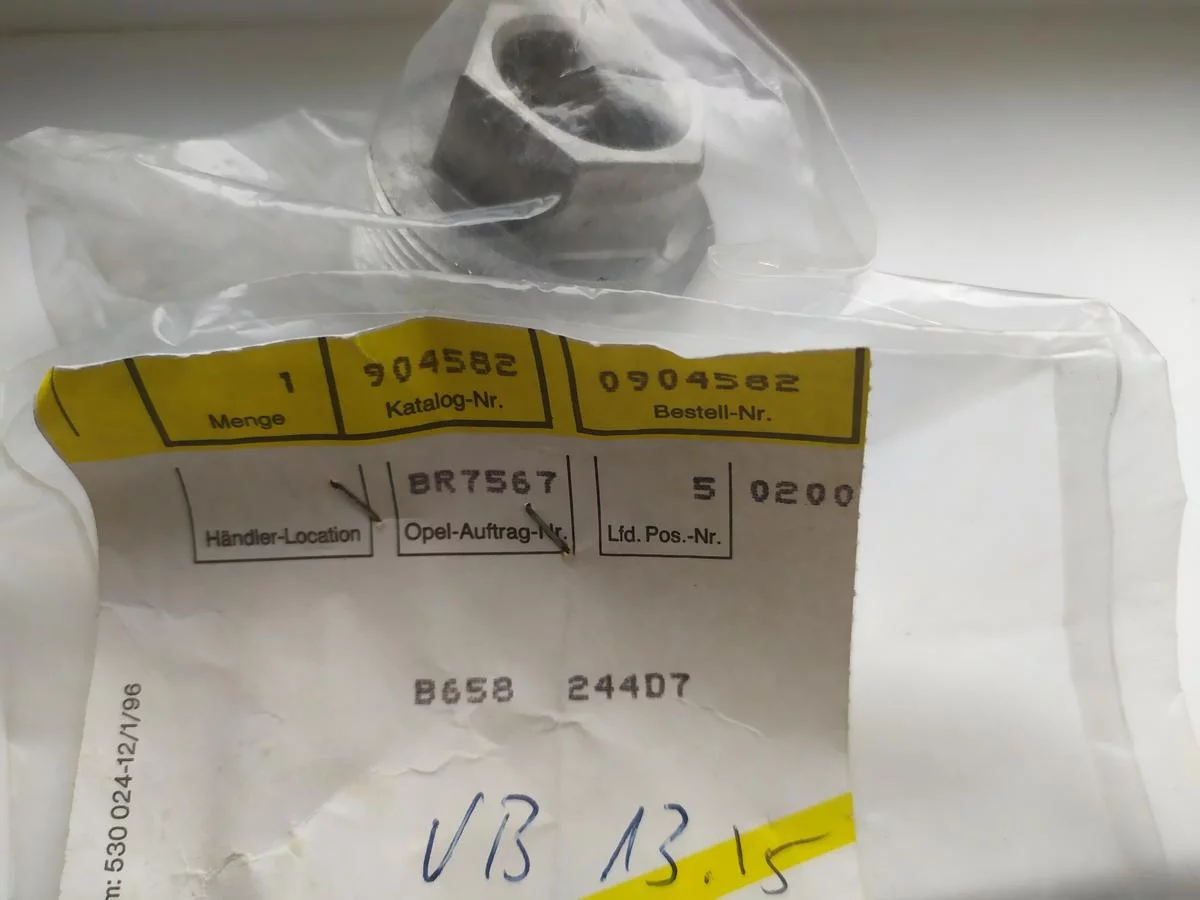 1 904582 0904582
Menge Katalog-Nr. Bestell-Nr.
BR7567 5 0200
Händler-Location Opel-Auftrag-Nr. Lfd. Pos.-Nr.
B658 244D7
VB 13.15
m: 530 024-12/1/96